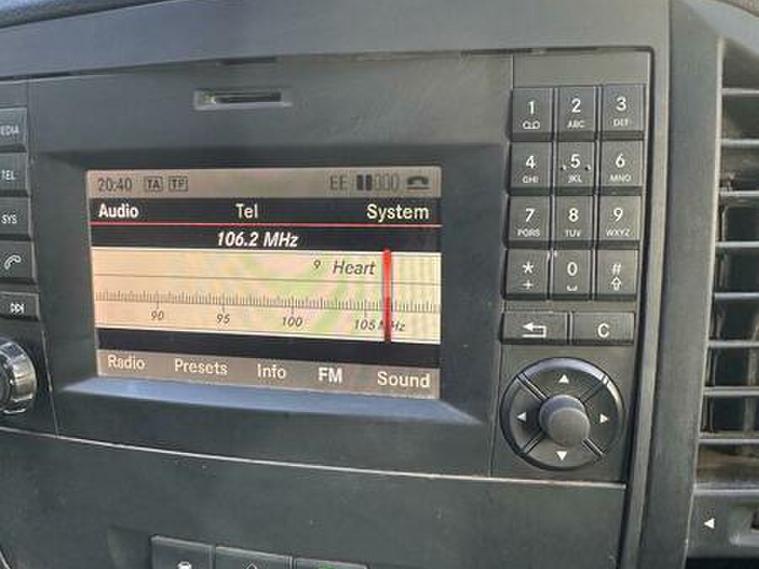 20:40 TA TP EE
Audio Tel System
106.2 MHz
9 Heart
90 95 100 105 MHz
Radio Presets Info FM Sound
TEL
SYS
1 2 ABC 3 DEF
4 GHI 5 JKL 6 MNO
7 PQRS 8 TUV 9 WXYZ
* + 0 #
C